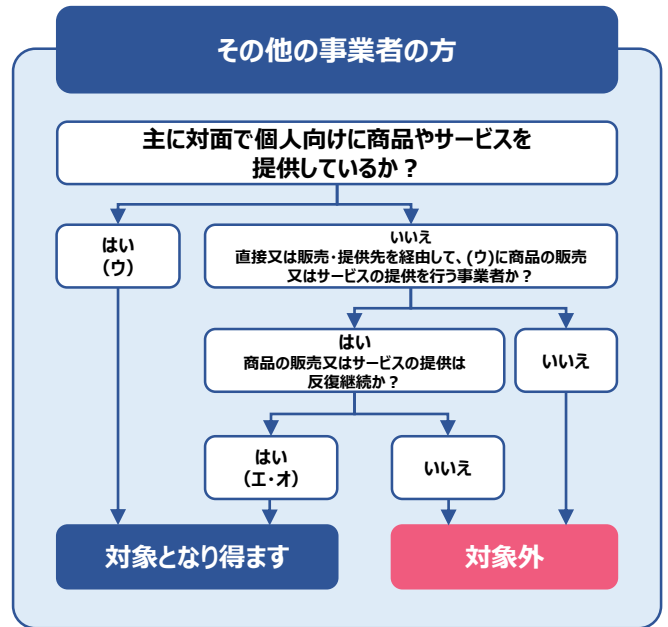 その他の事業者の方
主に対面で個人向けに商品やサービスを
提供しているか？
はい
（ウ）
いいえ
直接又は販売・提供先を経由して、(ウ)に商品の販売
又はサービスの提供を行う事業者か？
はい
商品の販売又はサービスの提供は
反復継続か？
いいえ
はい
（エ・オ）
いいえ
対象となり得ます
対象外